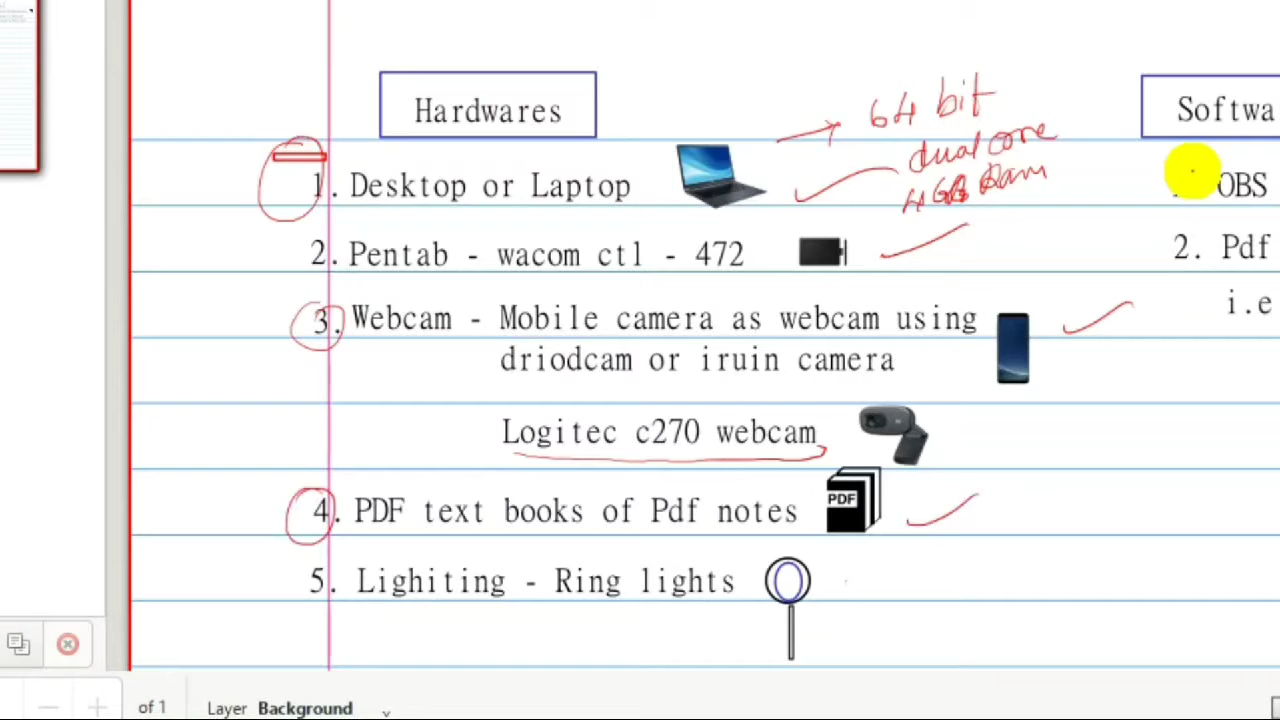 Hardwares
64 bit
Softwa
dual core
1. Desktop or Laptop
4GB Ram
OBS
2. Pentab - wacom ctl - 472
2. Pdf
3. Webcam - Mobile camera as webcam using
i.e
driodcam or iruin camera
Logitec c270 webcam
4. PDF text books of Pdf notes
PDF
5. Lighiting - Ring lights
of 1
Layer Background